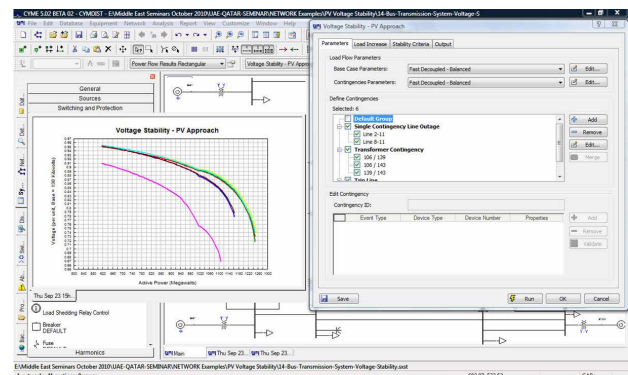 CYME 5.02 BETA 02 - CYMDIST - E:\Middle East Seminars October 2010\UAE-QATAR-SEMINAR\NETWORK Examples\PV Voltage Stability\14-Bus-Transmission-System-Voltage-S
File Edit Database Equipment Network Analysis Report View Customize Window Help
Power Flow Results Rectangular
Voltage Stability - PV Appro
General
Sources
Switching and Protection
Voltage Stability - PV Approach
Voltage (per unit, Base = 130 Kilovolts)
Active Power (Megawatts)
Thu Sep 23 15h...
Load Shedding Relay Control
Breaker
DEFAULT
Fuse
Harmonics
Main
Thu Sep 23...
Thu Sep 23...
E:\Middle East Seminars October 2010\UAE-QATAR-SEMINAR\NETWORK Examples\PV Voltage Stability\14-Bus-Transmission-System-Voltage-Stability.sxst
Voltage Stability - PV Approach
Parameters
Load Increase
Stability Criteria
Output
Load Flow Parameters
Base Case Parameters:
Fast Decoupled - Balanced
Edit...
Contingencies Parameters:
Fast Decoupled - Balanced
Edit...
Define Contingencies
Selected: 6
Default Group
Single Contingency Line Outage
Line 2-11
Line 8-11
Transformer Contingency
106 / 139
106 / 143
139 / 143
Trip Line
Add
Remove
Edit...
Merge
Edit Contingency
Contingency ID:
Event Type
Device Type
Device Number
Properties
Add
Remove
Validate
Save
Run
OK
Cancel